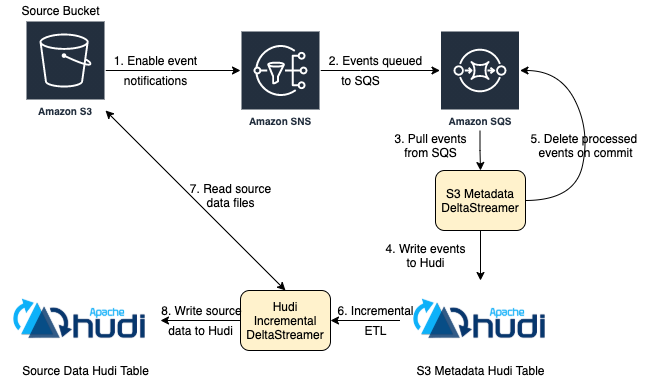 Source Bucket
1. Enable event
notifications
2. Events queued
to SQS
Amazon S3
Amazon SNS
Amazon SQS
3. Pull events
from SQS
5. Delete processed
events on commit
7. Read source
data files
S3 Metadata
DeltaStreamer
4. Write events
to Hudi
Apache
hudi
8. Write source
data to Hudi
Hudi
Incremental
DeltaStreamer
6. Incremental
ETL
Apache
hudi
Source Data Hudi Table
S3 Metadata Hudi Table